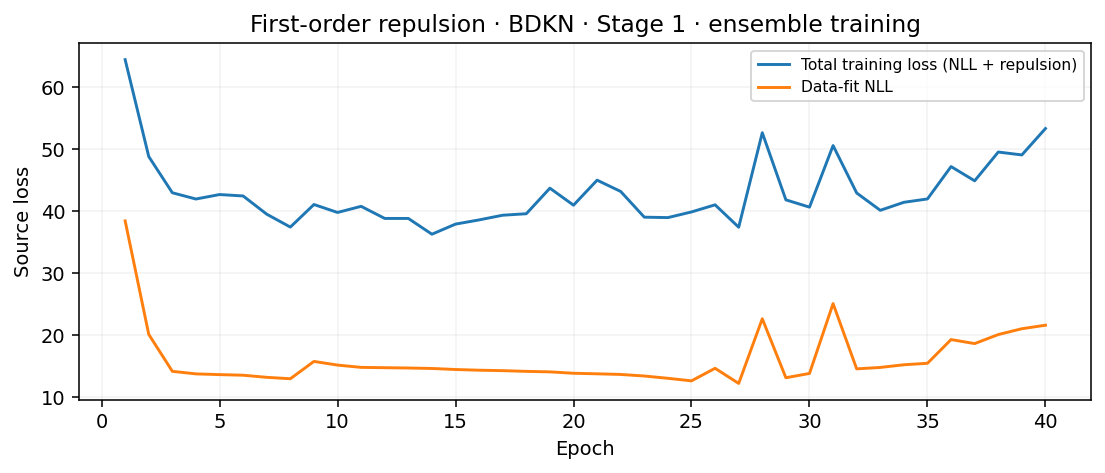 First-order repulsion · BDKN · Stage 1 · ensemble training
Total training loss (NLL + repulsion)
Data-fit NLL
Source loss
60
50
40
30
20
10
0 5 10 15 20 25 30 35 40
Epoch